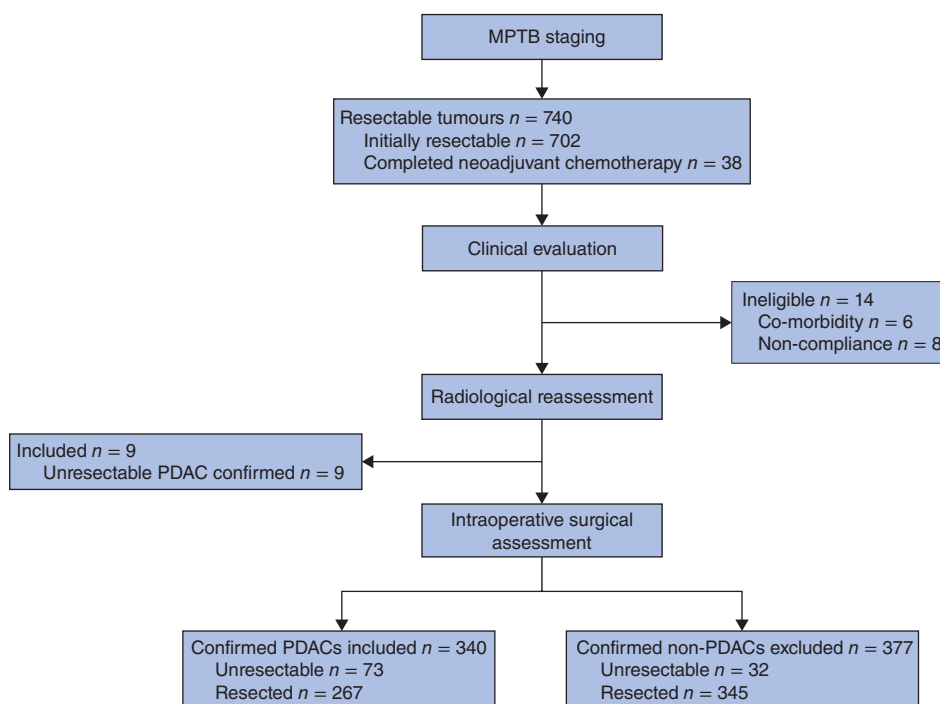 MPTB staging
Resectable tumours n = 740
Initially resectable n = 702
Completed neoadjuvant chemotherapy n = 38
Clinical evaluation
Ineligible n = 14
Co-morbidity n = 6
Non-compliance n = 8
Radiological reassessment
Included n = 9
Unresectable PDAC confirmed n = 9
Intraoperative surgical
assessment
Confirmed PDACs included n = 340
Unresectable n = 73
Resected n = 267
Confirmed non-PDACs excluded n = 377
Unresectable n = 32
Resected n = 345